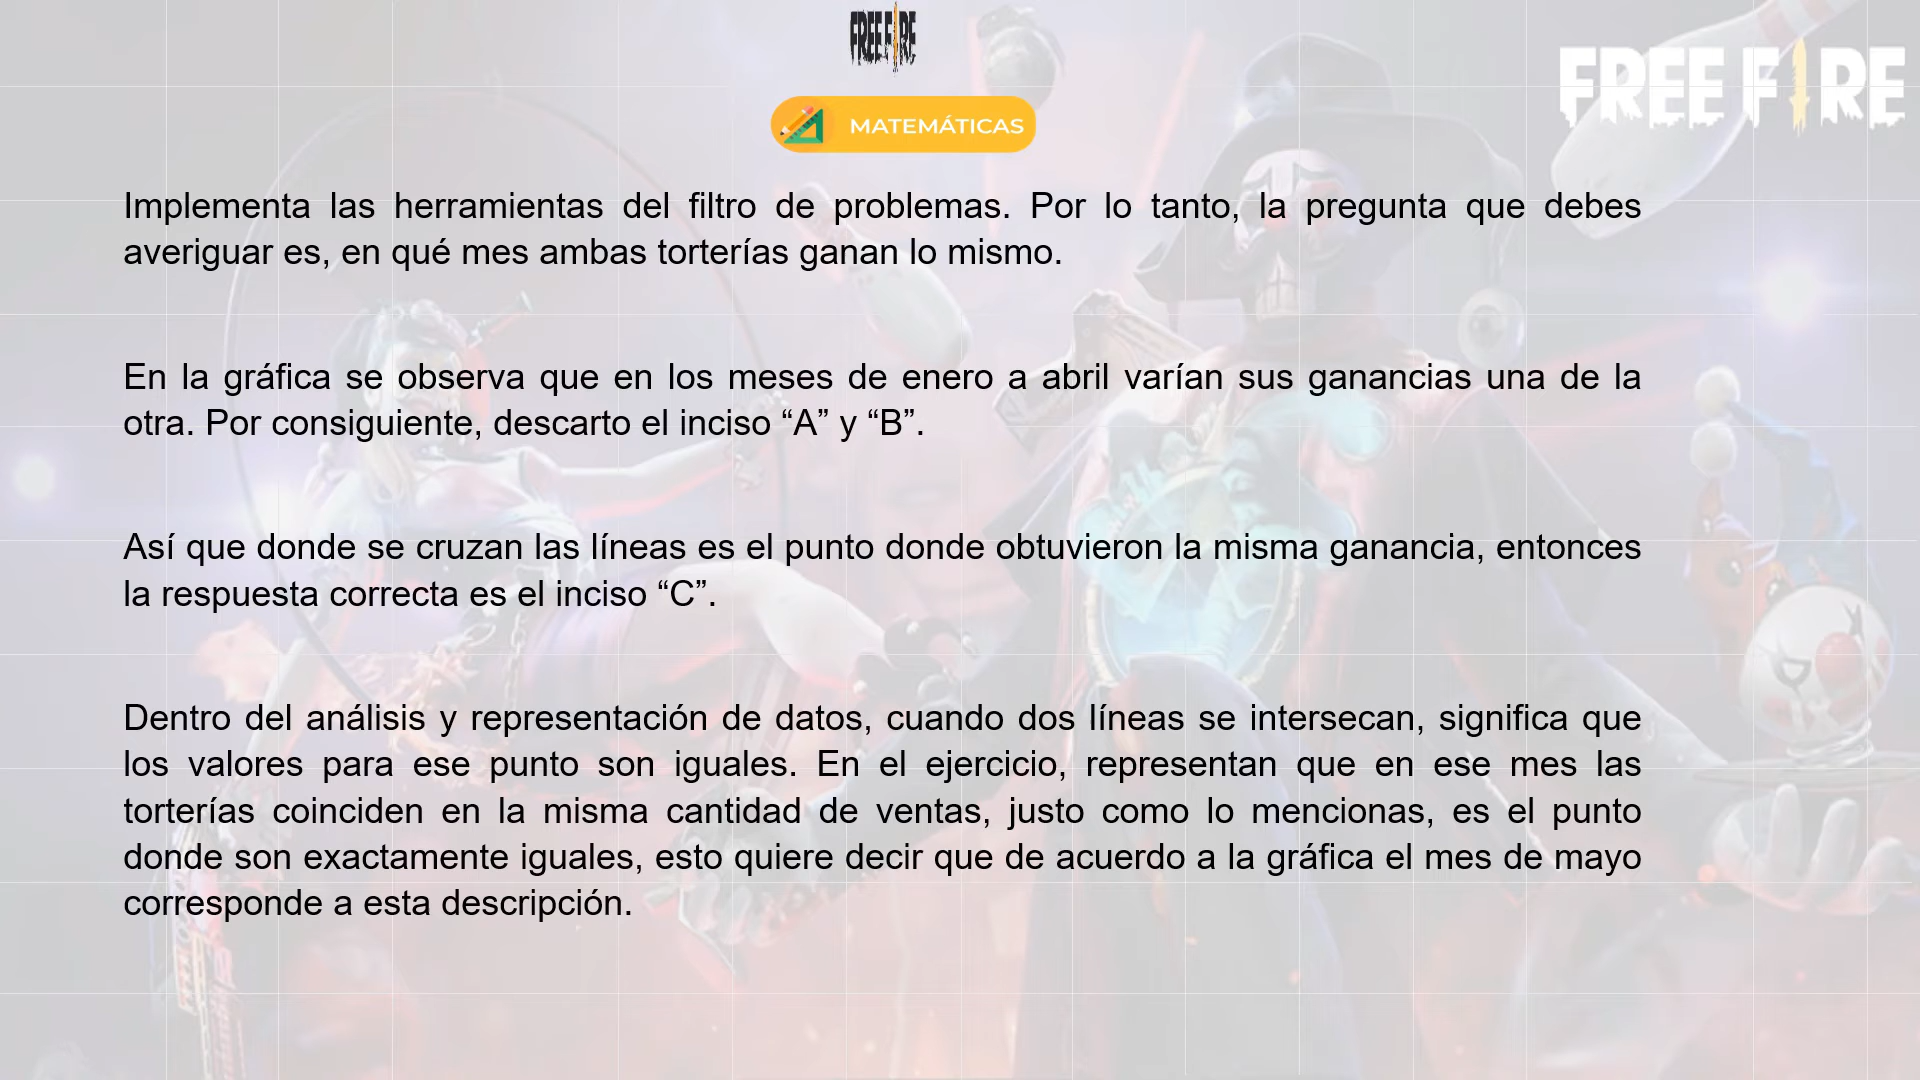 FREE FIRE
FREE FIRE
MATEMÁTICAS
Implementa las herramientas del filtro de problemas. Por lo tanto, la pregunta que debes
averiguar es, en qué mes ambas torterías ganan lo mismo.
En la gráfica se observa que en los meses de enero a abril varían sus ganancias una de la
otra. Por consiguiente, descarto el inciso “A” y “B”.
Así que donde se cruzan las líneas es el punto donde obtuvieron la misma ganancia, entonces
la respuesta correcta es el inciso “C”.
Dentro del análisis y representación de datos, cuando dos líneas se intersecan, significa que
los valores para ese punto son iguales. En el ejercicio, representan que en ese mes las
torterías coinciden en la misma cantidad de ventas, justo como lo mencionas, es el punto
donde son exactamente iguales, esto quiere decir que de acuerdo a la gráfica el mes de mayo
corresponde a esta descripción.